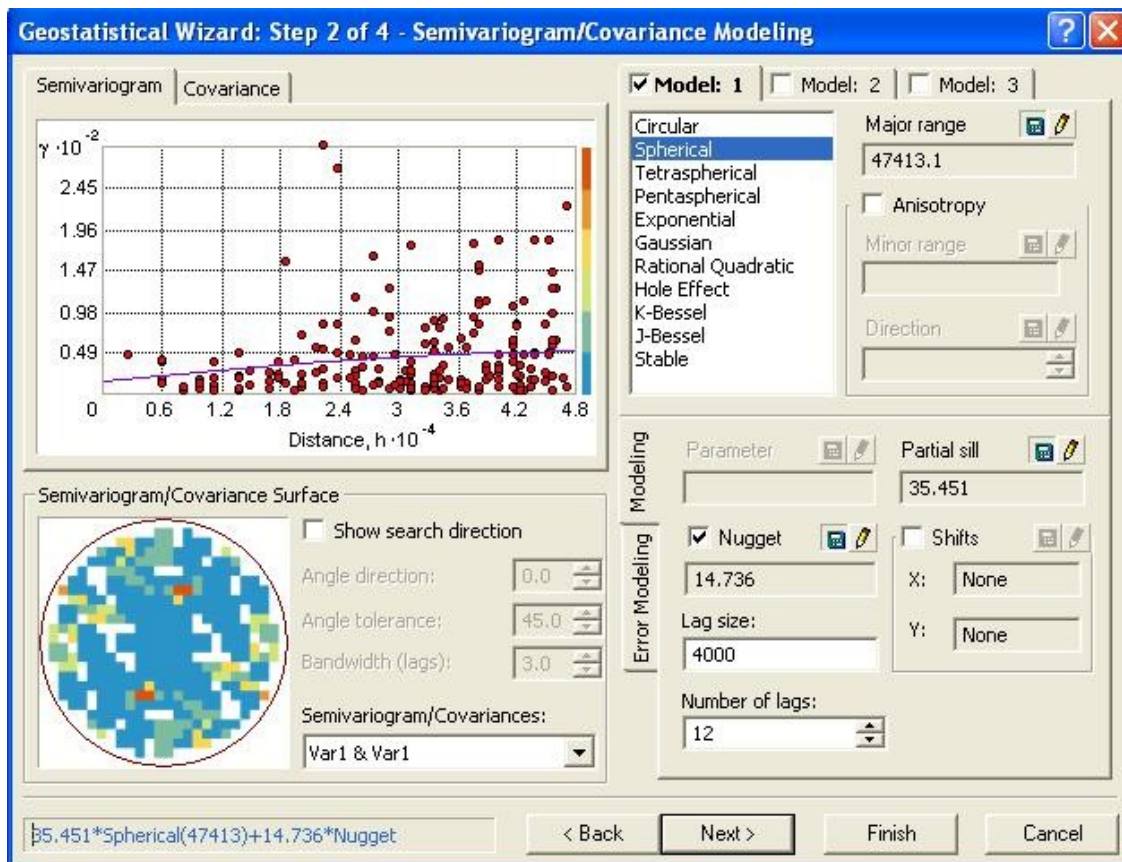 Geostatistical Wizard: Step 2 of 4 - Semivariogram/Covariance Modeling
Semivariogram
Covariance
γ·10⁻²
2.45
1.96
1.47
0.98
0.49
0
0.6
1.2
1.8
2.4
3
3.6
4.2
4.8
Distance, h·10⁻⁴
Semivariogram/Covariance Surface
Show search direction
Angle direction:
0.0
Angle tolerance:
45.0
Bandwidth (lags):
3.0
Semivariogram/Covariances:
Var1 & Var1
Model: 1
Model: 2
Model: 3
Circular
Spherical
Tetraspherical
Pentaspherical
Exponential
Gaussian
Rational Quadratic
Hole Effect
K-Bessel
J-Bessel
Stable
Major range
47413.1
Anisotropy
Minor range
Direction
Modeling
Error Modeling
Parameter
Partial sill
35.451
Nugget
14.736
Shifts
X: None
Y: None
Lag size:
4000
Number of lags:
12
35.451*Spherical(47413)+14.736*Nugget
< Back
Next >
Finish
Cancel